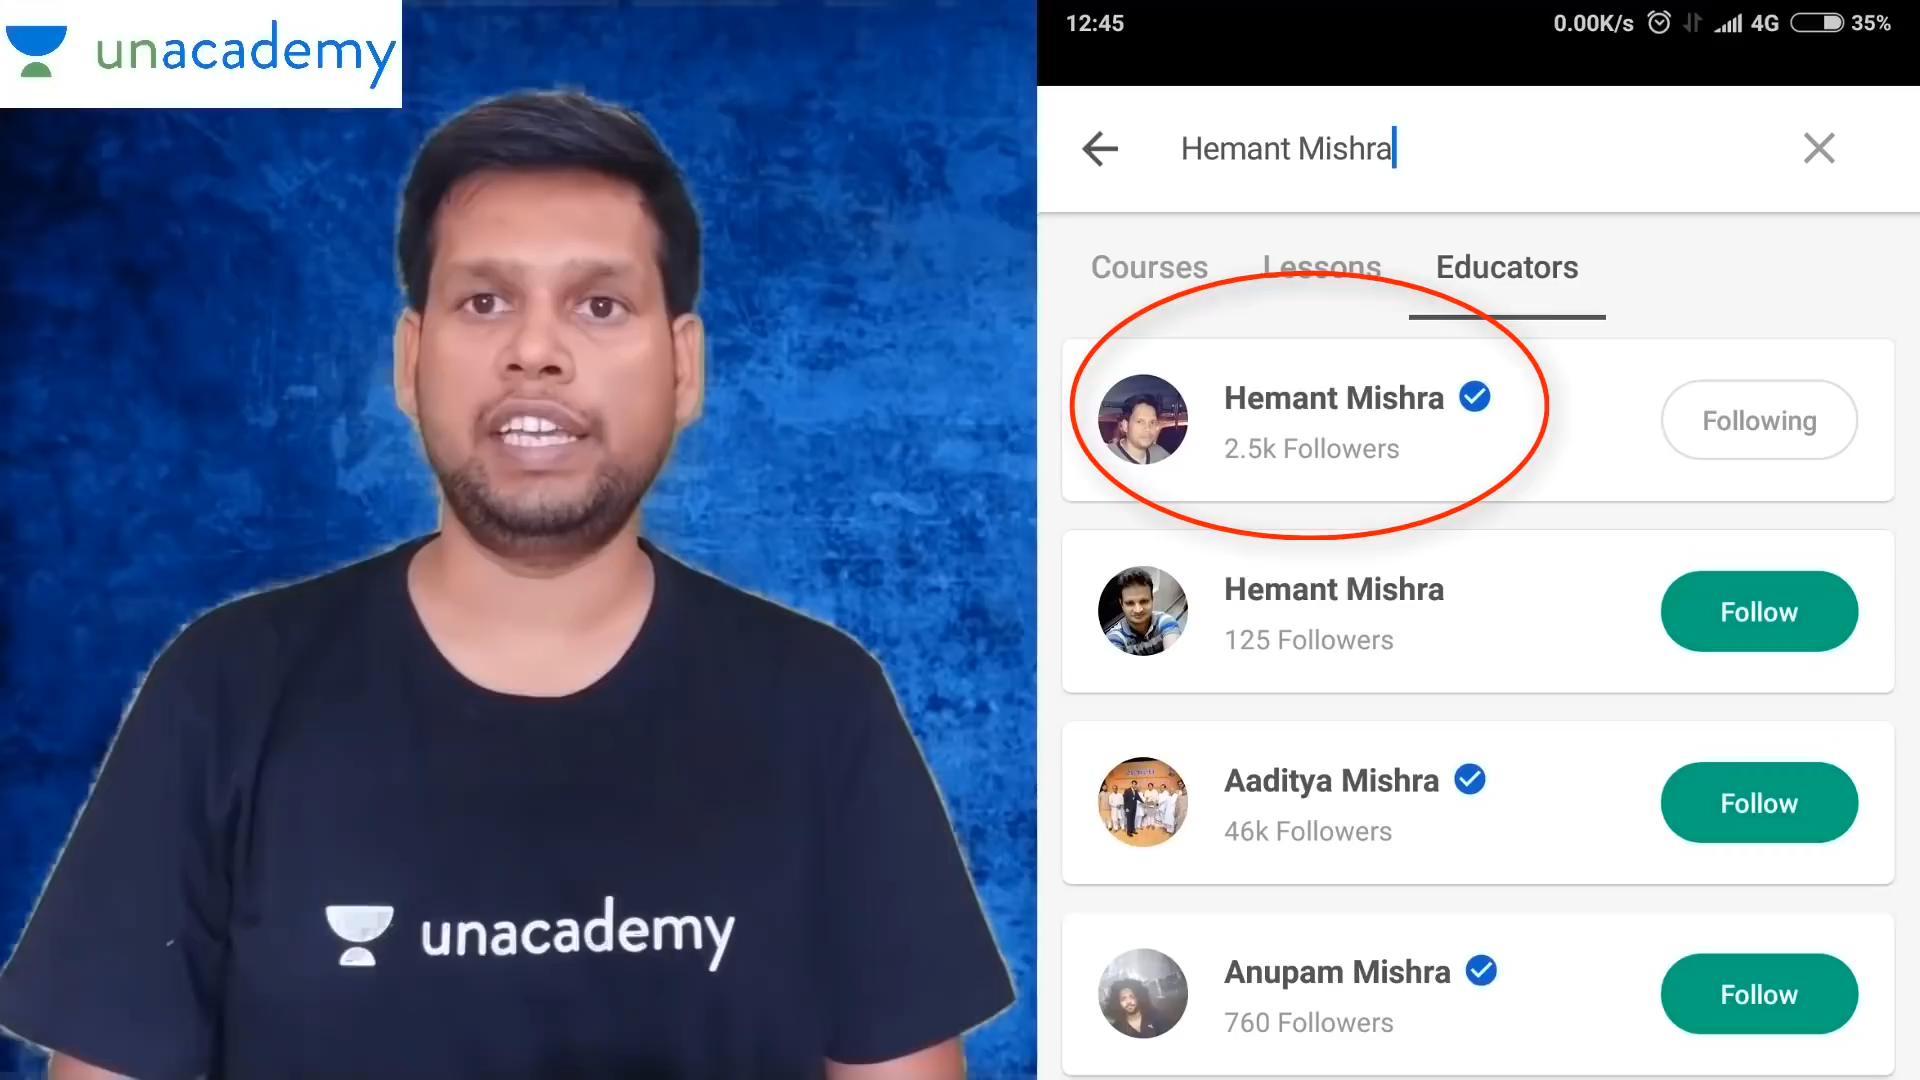 unacademy
unacademy
12:45
0.00K/s 4G 35%
Hemant Mishra
Courses Lessons Educators
Hemant Mishra
2.5k Followers
Following
Hemant Mishra
125 Followers
Follow
Aaditya Mishra
46k Followers
Follow
Anupam Mishra
760 Followers
Follow